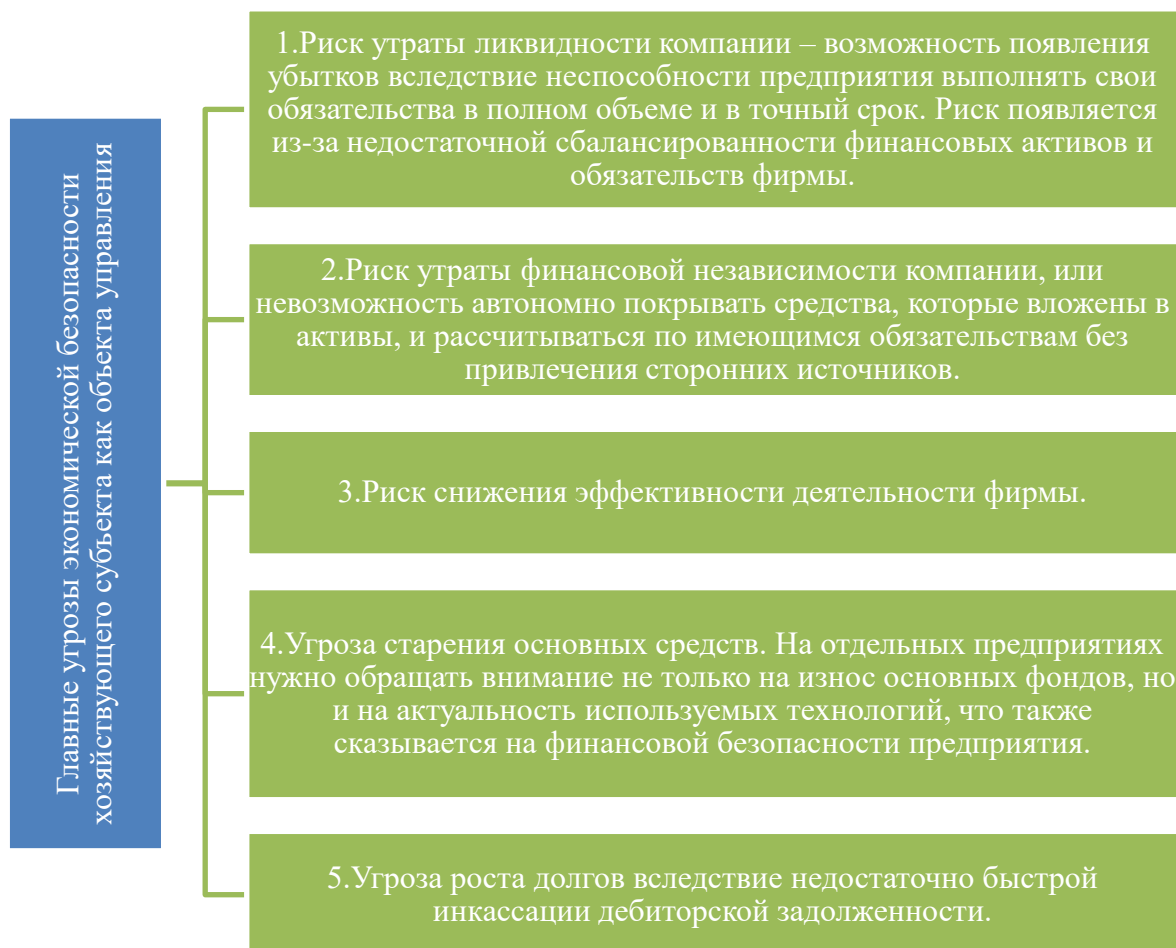 Главные угрозы экономической безопасности
хозяйствующего субъекта как объекта управления
1.Риск утраты ликвидности компании – возможность появления
убытков вследствие неспособности предприятия выполнять свои
обязательства в полном объеме и в точный срок. Риск появляется
из-за недостаточной сбалансированности финансовых активов и
обязательств фирмы.
2.Риск утраты финансовой независимости компании, или
невозможность автономно покрывать средства, которые вложены в
активы, и рассчитываться по имеющимся обязательствам без
привлечения сторонних источников.
3.Риск снижения эффективности деятельности фирмы.
4.Угроза старения основных средств. На отдельных предприятиях
нужно обращать внимание не только на износ основных фондов, но
и на актуальность используемых технологий, что также
сказывается на финансовой безопасности предприятия.
5.Угроза роста долгов вследствие недостаточно быстрой
инкассации дебиторской задолженности.